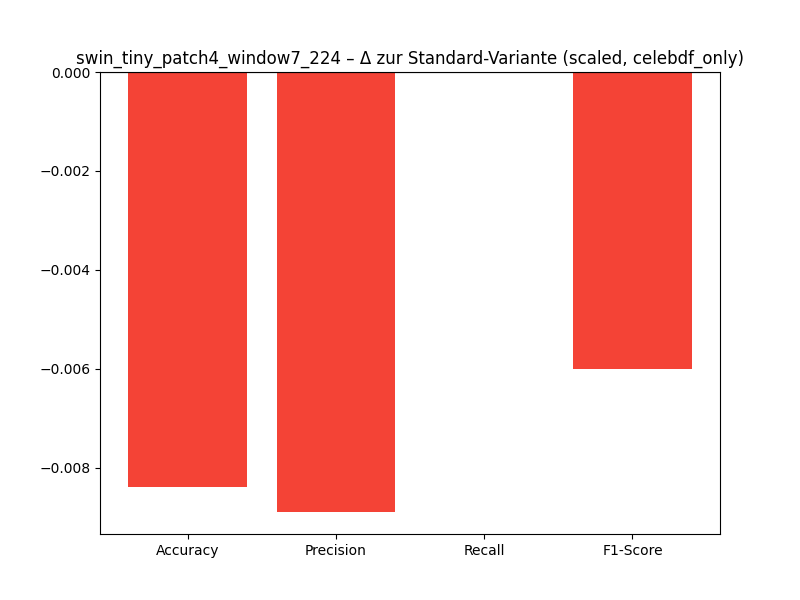 swin_tiny_patch4_window7_224 – Δ zur Standard-Variante (scaled, celebdf_only)
0.000
−0.002
−0.004
−0.006
−0.008
Accuracy Precision Recall F1-Score